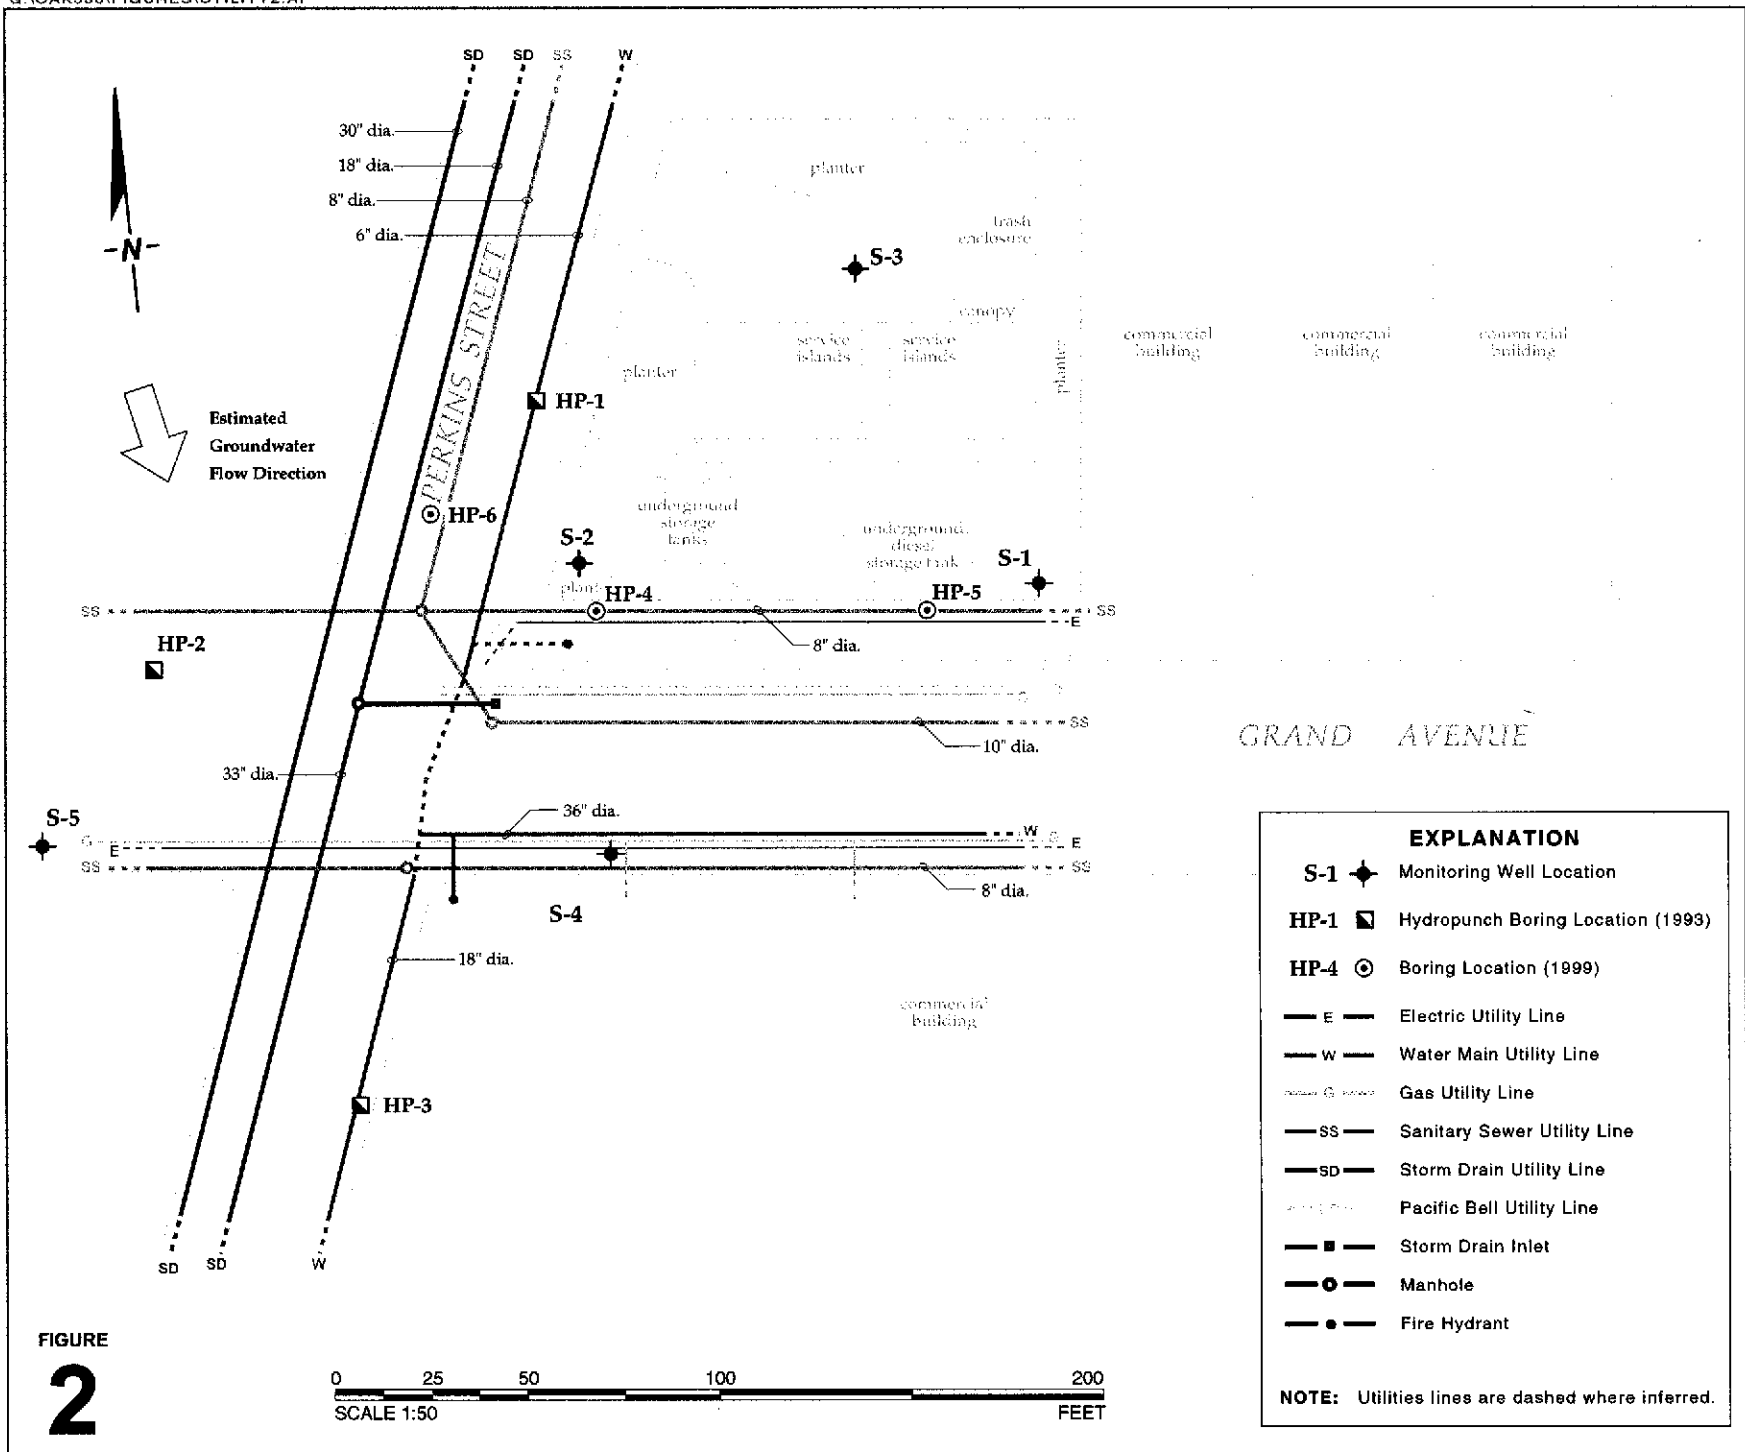 SD SD SS W
30" dia.
18" dia.
8" dia.
6" dia.
N
PERKINS STREET
planter
trash
enclosure
S-3
canopy
service
islands
service
islands
planter
planter
commercial
building
commercial
building
commercial
building
HP-1
Estimated
Groundwater
Flow Direction
HP-6
underground
storage
tanks
underground
diesel
storage tank
S-2
S-1
HP-4
HP-5
SS
SS
E
8" dia.
HP-2
G
SS
10" dia.
GRAND AVENUE
33" dia.
36" dia.
S-5
G
E
SS
W
G
E
SS
8" dia.
S-4
18" dia.
commercial
building
HP-3
SD SD W
EXPLANATION
S-1 Monitoring Well Location
HP-1 Hydropunch Boring Location (1993)
HP-4 Boring Location (1999)
E Electric Utility Line
W Water Main Utility Line
G Gas Utility Line
SS Sanitary Sewer Utility Line
SD Storm Drain Utility Line
Pacific Bell Utility Line
Storm Drain Inlet
Manhole
Fire Hydrant
NOTE: Utilities lines are dashed where inferred.
FIGURE
2
0 25 50 100 200
SCALE 1:50 FEET